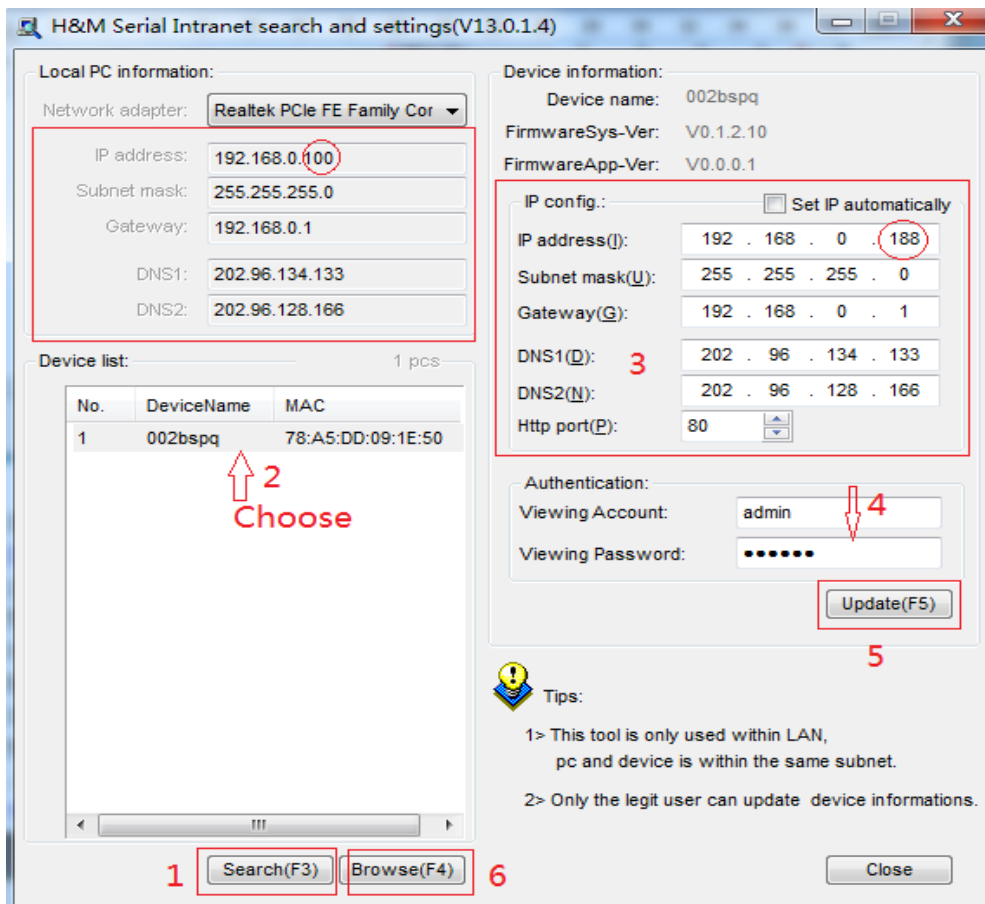 H&M Serial Intranet search and settings(V13.0.1.4)
Local PC information:
Network adapter: Realtek PCIe FE Family Cor
IP address: 192.168.0.100
Subnet mask: 255.255.255.0
Gateway: 192.168.0.1
DNS1: 202.96.134.133
DNS2: 202.96.128.166
Device list: 1 pcs
No. DeviceName MAC
1 002bspq 78:A5:DD:09:1E:50
2
Choose
1 Search(F3) Browse(F4) 6
Device information:
Device name: 002bspq
FirmwareSys-Ver: V0.1.2.10
FirmwareApp-Ver: V0.0.0.1
IP config.: Set IP automatically
IP address(I): 192 . 168 . 0 . 188
Subnet mask(U): 255 . 255 . 255 . 0
Gateway(G): 192 . 168 . 0 . 1
DNS1(D): 202 . 96 . 134 . 133
3
DNS2(N): 202 . 96 . 128 . 166
Http port(P): 80
Authentication:
Viewing Account: admin
4
Viewing Password: ●●●●●●
Update(F5)
5
Tips:
1> This tool is only used within LAN,
pc and device is within the same subnet.
2> Only the legit user can update device informations.
Close